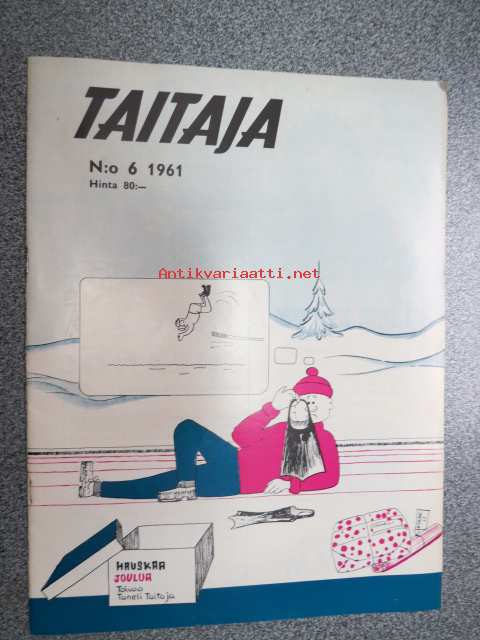 TAITAJA
N:o 6 1961
Hinta 80:—
Antikvariaatti.net
HAUSKAA
JOULUA
Toivoo
Taneli Taitaja